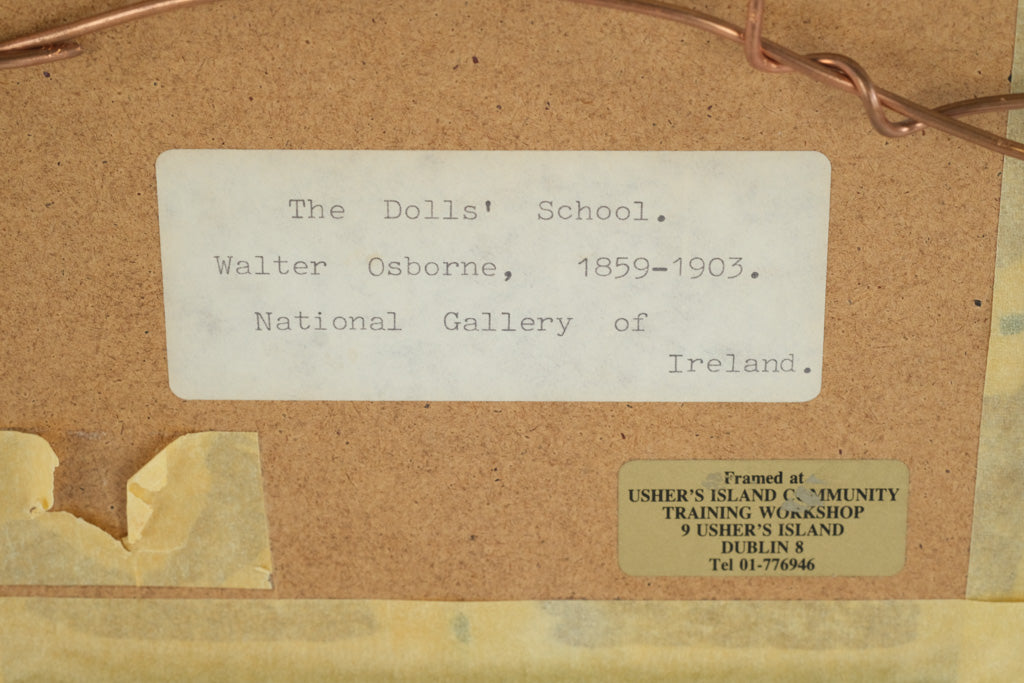 The Dolls' School.
Walter Osborne, 1859-1903.
National Gallery of
Ireland.
Framed at
USHER'S ISLAND COMMUNITY
TRAINING WORKSHOP
9 USHER'S ISLAND
DUBLIN 8
Tel 01-776946